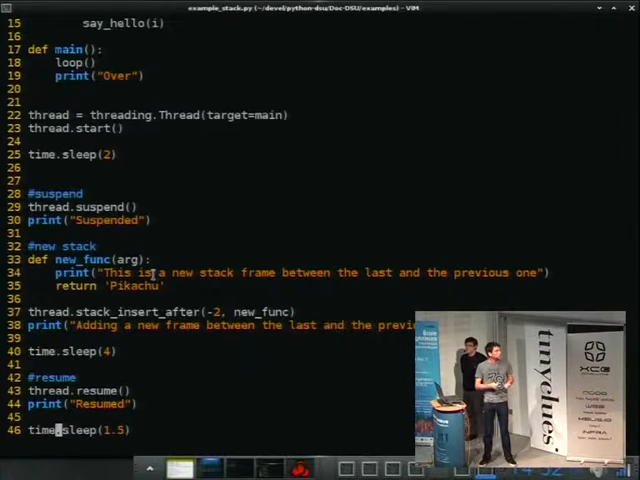 example_stack.py (~/devel/python-dsu/Doc-DSU/examples) - VIM
15 say_hello(i)
16
17 def main():
18 loop()
19 print("Over")
20
21
22 thread = threading.Thread(target=main)
23 thread.start()
24
25 time.sleep(2)
26
27
28 #suspend
29 thread.suspend()
30 print("Suspended")
31
32 #new stack
33 def new_func(arg):
34 print("This is a new stack frame between the last and the previous one")
35 return 'Pikachu'
36
37 thread.stack_insert_after(-2, new_func)
38 print("Adding a new frame between the last and the previou
39
40 time.sleep(4)
41
42 #resume
43 thread.resume()
44 print("Resumed")
45
46 time.sleep(1.5)
tinyclues.
XCG
INFRA
14:52